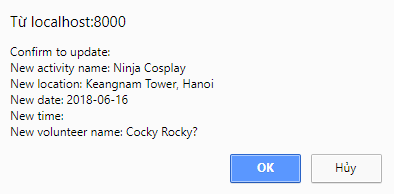 Từ localhost:8000
Confirm to update:
New activity name: Ninja Cosplay
New location: Keangnam Tower, Hanoi
New date: 2018-06-16
New time:
New volunteer name: Cocky Rocky?
OK
Hủy